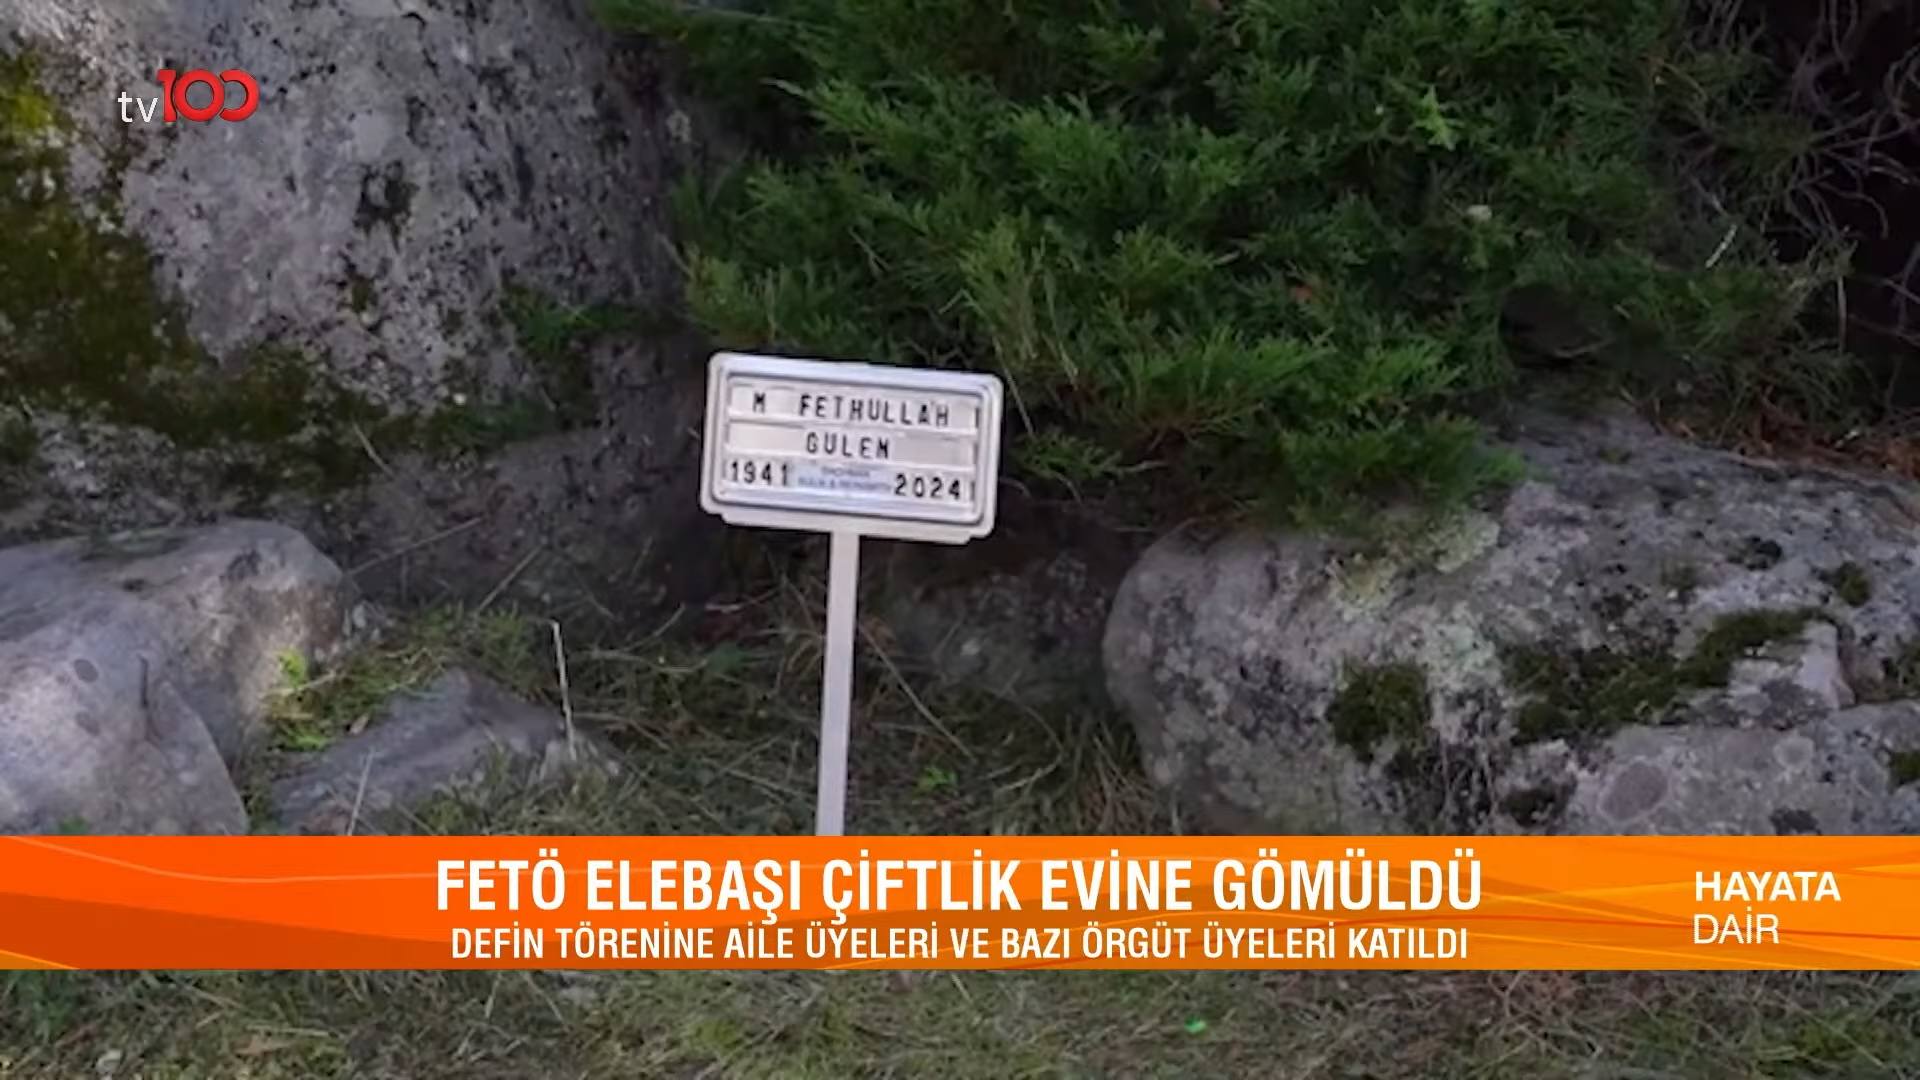 tv100
M FETHULLAH
GULEN
1941 2024
FETÖ ELEBAŞI ÇİFTLİK EVİNE GÖMÜLDÜ
DEFİN TÖRENİNE AİLE ÜYELERİ VE BAZI ÖRGÜT ÜYELERİ KATILDI
HAYATA
DAİR